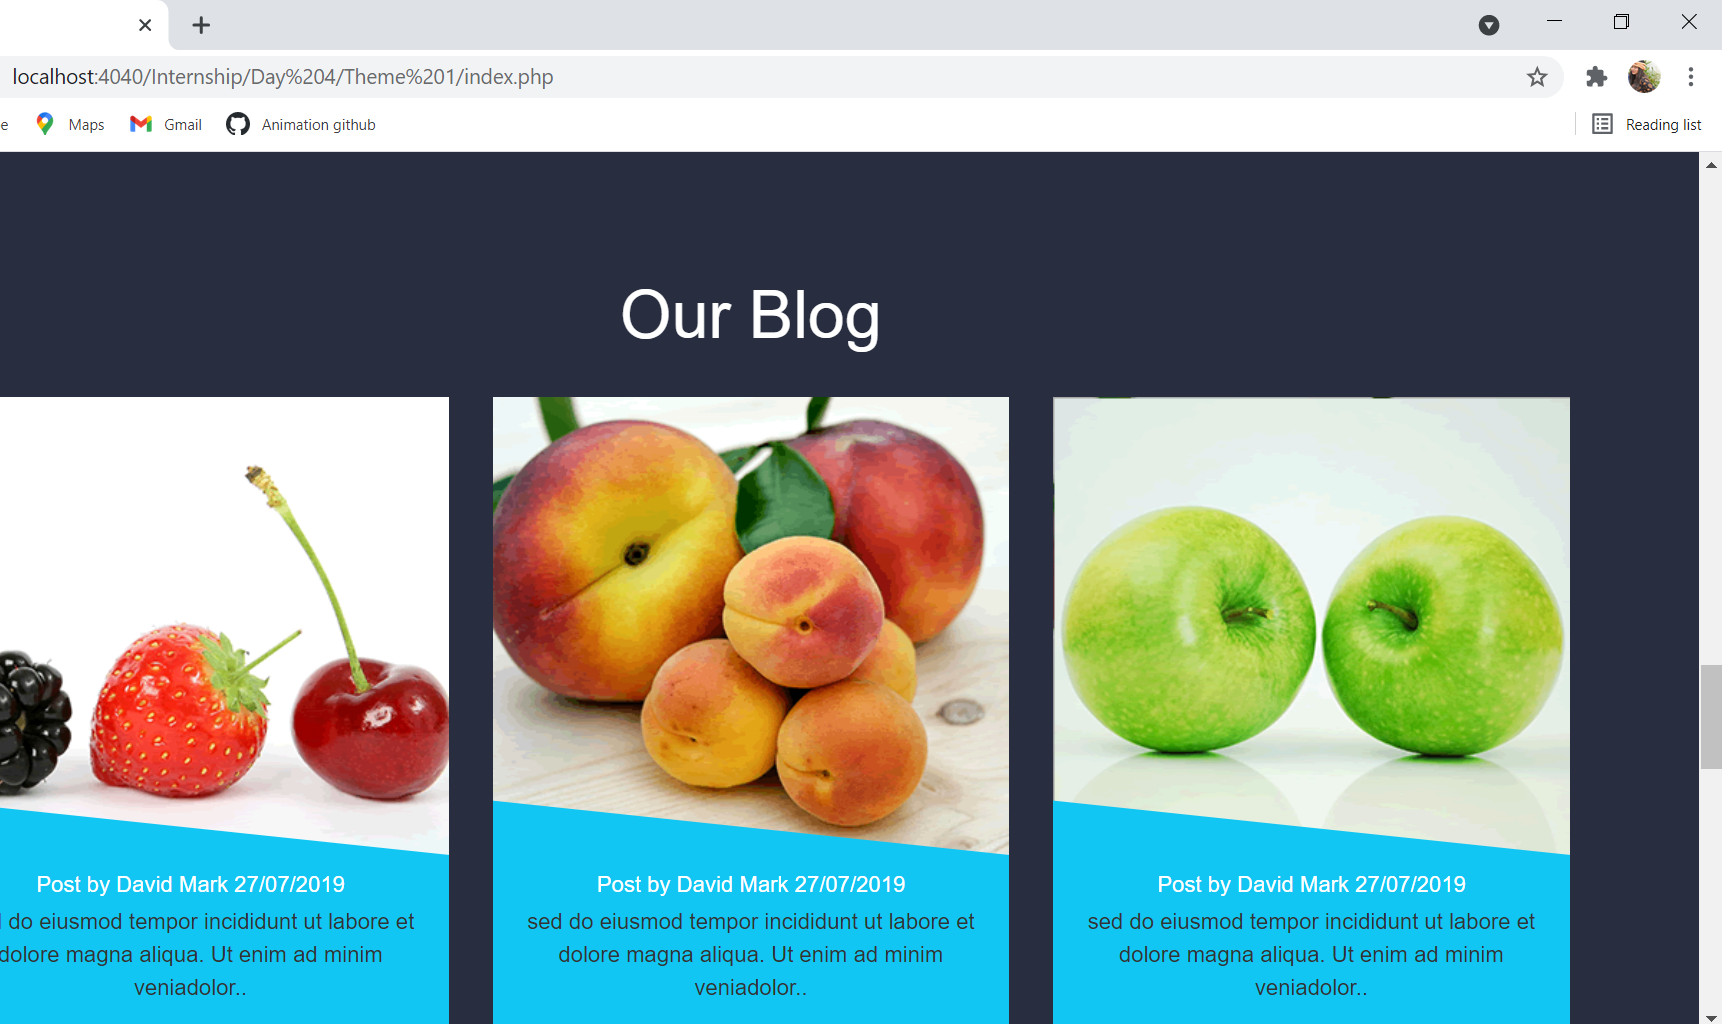 localhost:4040/Internship/Day%204/Theme%201/index.php
e Maps Gmail Animation github Reading list
Our Blog
Post by David Mark 27/07/2019
do eiusmod tempor incididunt ut labore et
dolore magna aliqua. Ut enim ad minim
veniadolor..
Post by David Mark 27/07/2019
sed do eiusmod tempor incididunt ut labore et
dolore magna aliqua. Ut enim ad minim
veniadolor..
Post by David Mark 27/07/2019
sed do eiusmod tempor incididunt ut labore et
dolore magna aliqua. Ut enim ad minim
veniadolor..